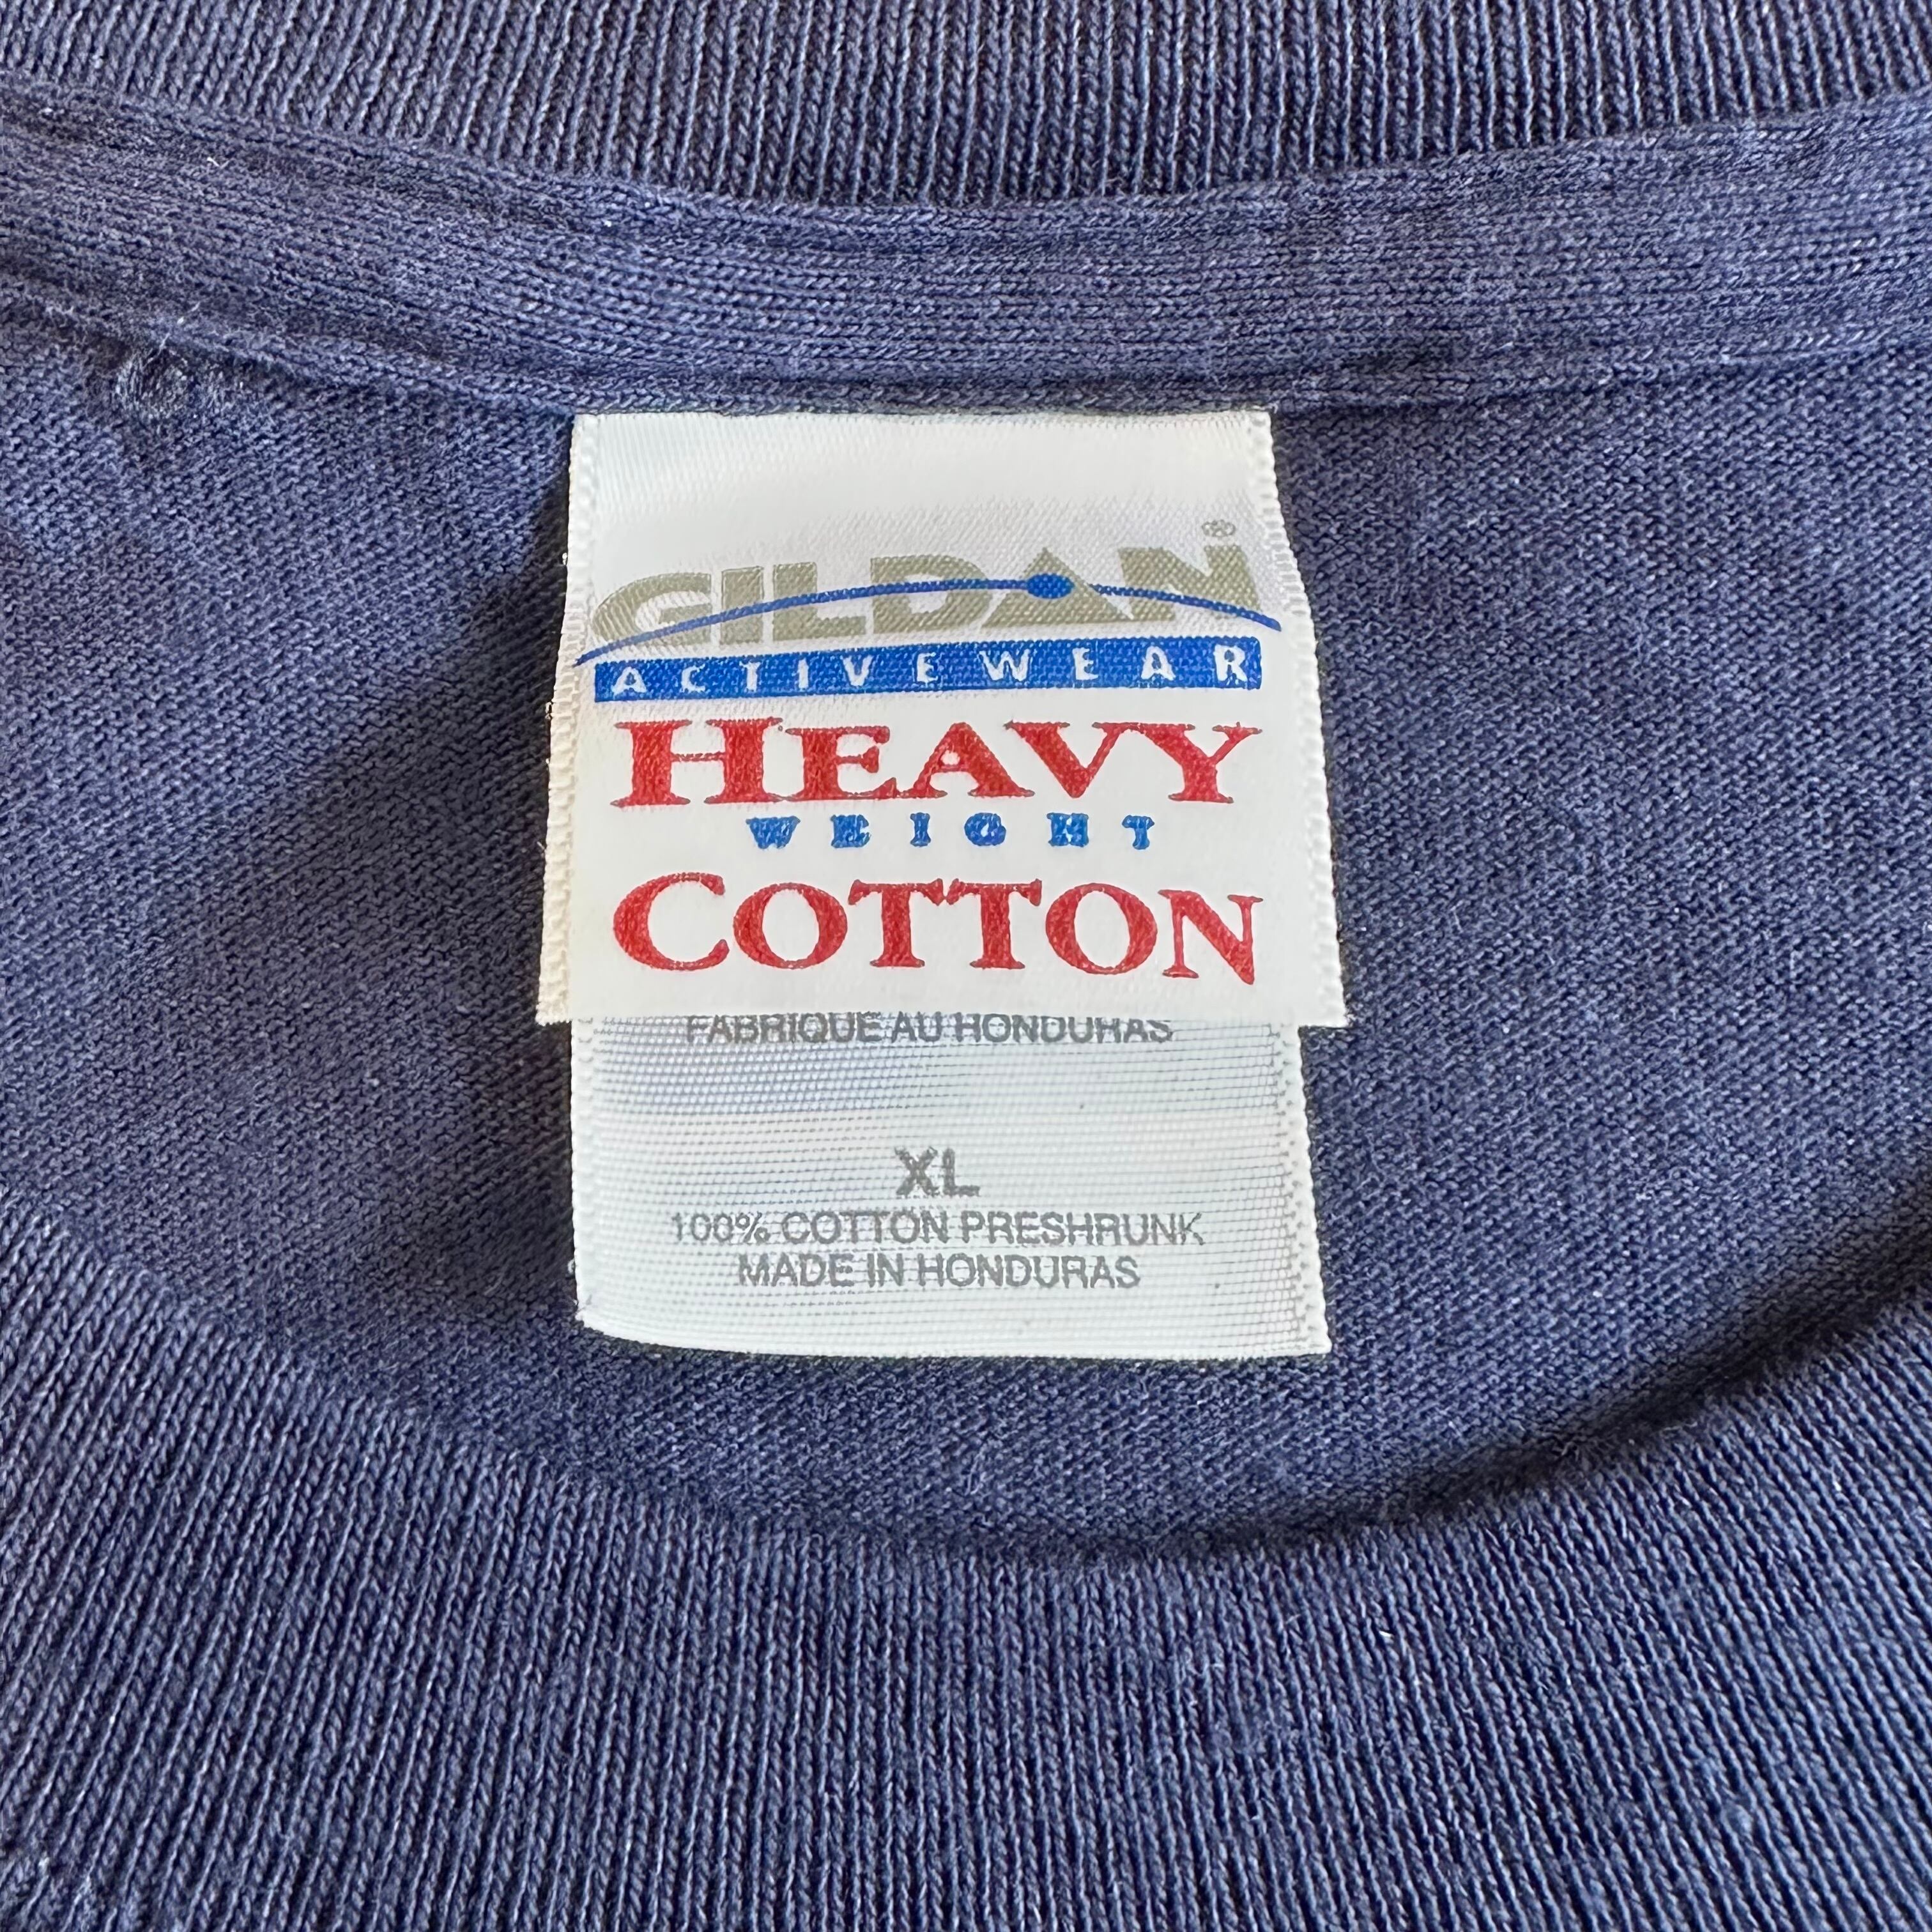 GILDAN®
ACTIVEWEAR
HEAVY
WEIGHT
COTTON
FABRIQUE AU HONDURAS
XL
100% COTTON PRESHRUNK
MADE IN HONDURAS